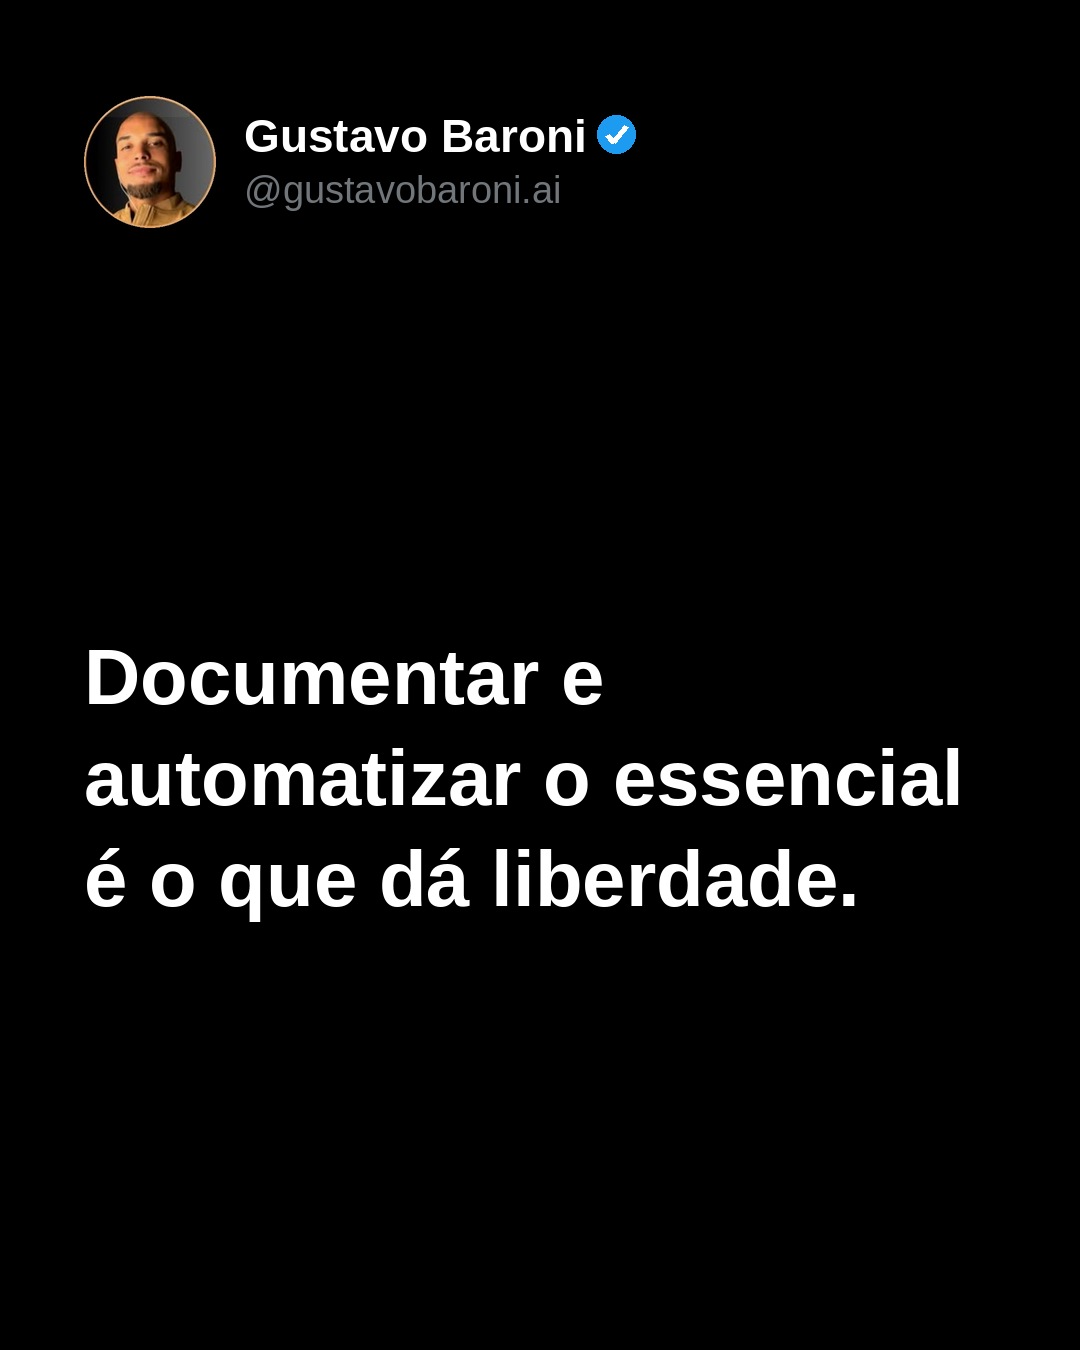 Gustavo Baroni
@gustavobaroni.ai
Documentar e
automatizar o essencial
é o que dá liberdade.